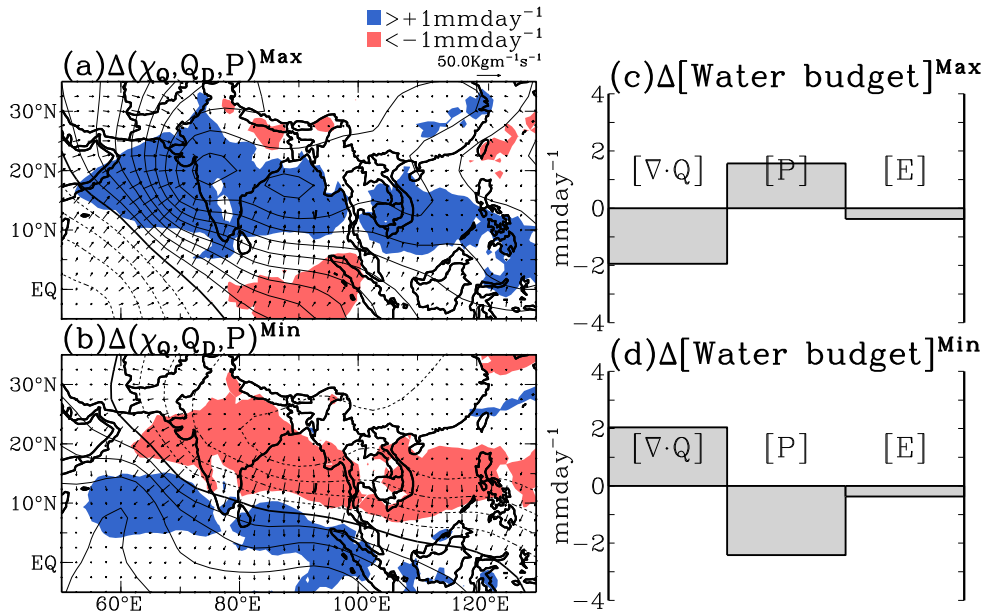 >+1mmday⁻¹
<−1mmday⁻¹
50.0Kgm⁻¹s⁻¹
(a)Δ(χQ,QD,P)Max
30°N
20°N
10°N
EQ
(b)Δ(χQ,QD,P)Min
30°N
20°N
10°N
EQ
60°E 80°E 100°E 120°E
(c)Δ[Water budget]Max
4
2
0
−2
−4
mmday⁻¹
[∇·Q] [P] [E]
(d)Δ[Water budget]Min
4
2
0
−2
−4
mmday⁻¹
[∇·Q] [P] [E]